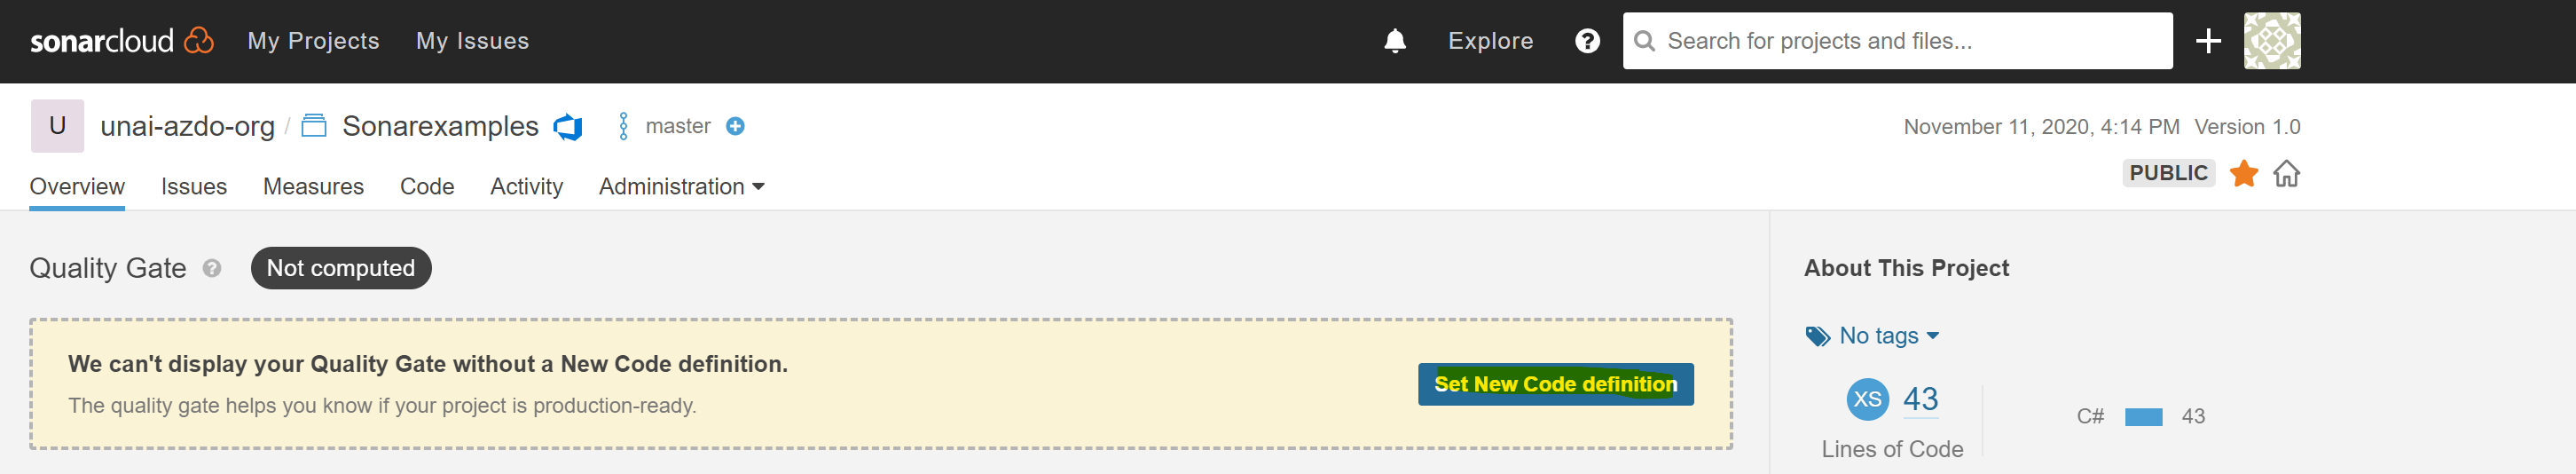 sonarcloud My Projects My Issues Explore ? Search for projects and files...
U unai-azdo-org / Sonarexamples master November 11, 2020, 4:14 PM Version 1.0
PUBLIC
Overview Issues Measures Code Activity Administration
Quality Gate ? Not computed
We can't display your Quality Gate without a New Code definition.
The quality gate helps you know if your project is production-ready.
Set New Code definition
About This Project
No tags
XS 43
Lines of Code
C# 43